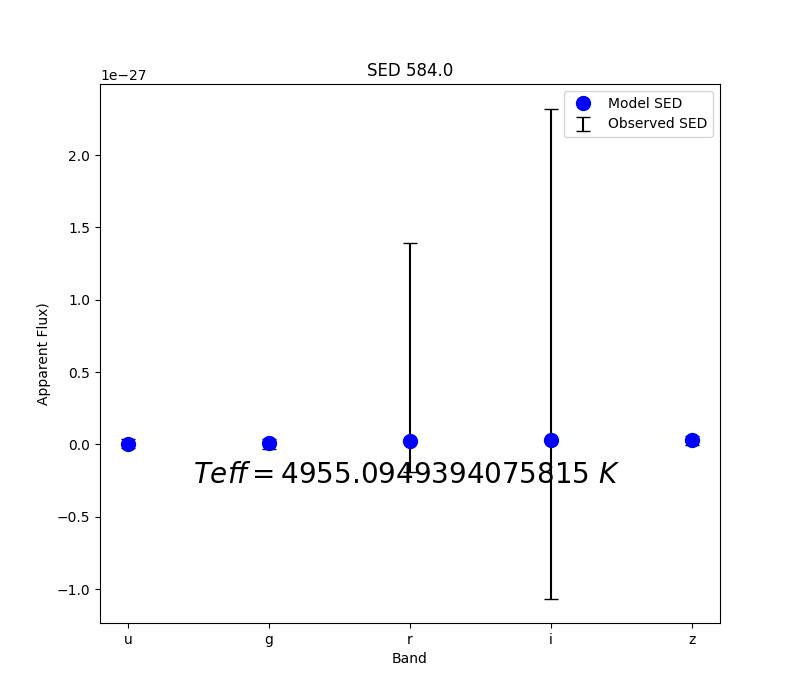 SED 584.0
1e−27
Model SED
Observed SED
2.0
1.5
1.0
0.5
0.0
−0.5
−1.0
Apparent Flux)
Teff = 4955.0949394075815 K
u g r i z
Band